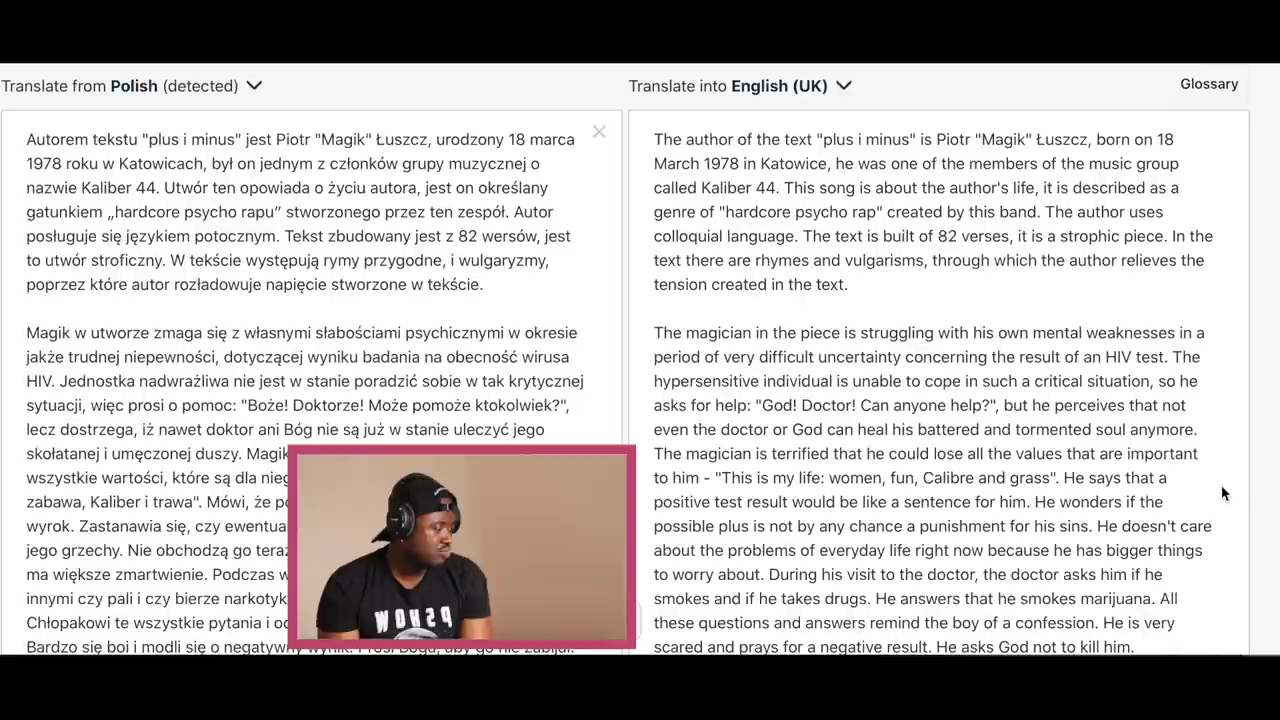 Translate from Polish (detected)
Autorem tekstu "plus i minus" jest Piotr "Magik" Łuszcz, urodzony 18 marca
1978 roku w Katowicach, był on jednym z członków grupy muzycznej o
nazwie Kaliber 44. Utwór ten opowiada o życiu autora, jest on określany
gatunkiem „hardcore psycho rapu” stworzonego przez ten zespół. Autor
posługuje się językiem potocznym. Tekst zbudowany jest z 82 wersów, jest
to utwór stroficzny. W tekście występują rymy przygodne, i wulgaryzmy,
poprzez które autor rozładowuje napięcie stworzone w tekście.
Magik w utworze zmaga się z własnymi słabościami psychicznymi w okresie
jakże trudnej niepewności, dotyczącej wyniku badania na obecność wirusa
HIV. Jednostka nadwrażliwa nie jest w stanie poradzić sobie w tak krytycznej
sytuacji, więc prosi o pomoc: "Boże! Doktorze! Może pomoże ktokolwiek?",
lecz dostrzega, iż nawet doktor ani Bóg nie są już w stanie uleczyć jego
skołatanej i umęczonej duszy. Magik
wszystkie wartości, które są dla
zabawa, Kaliber i trawa". Mówi, że
wyrok. Zastanawia się, czy
jego grzechy. Nie obchodzą go
ma większe zmartwienie. Podczas
innymi czy pali i czy bierze
Chłopakowi te wszystkie pytania i
Bardzo się boi i modli się o negatywny wynik. Prosi Boga, aby go nie zabijał.
Translate into English (UK)
Glossary
The author of the text "plus i minus" is Piotr "Magik" Łuszcz, born on 18
March 1978 in Katowice, he was one of the members of the music group
called Kaliber 44. This song is about the author's life, it is described as a
genre of "hardcore psycho rap" created by this band. The author uses
colloquial language. The text is built of 82 verses, it is a strophic piece. In the
text there are rhymes and vulgarisms, through which the author relieves the
tension created in the text.
The magician in the piece is struggling with his own mental weaknesses in a
period of very difficult uncertainty concerning the result of an HIV test. The
hypersensitive individual is unable to cope in such a critical situation, so he
asks for help: "God! Doctor! Can anyone help?", but he perceives that not
even the doctor or God can heal his battered and tormented soul anymore.
The magician is terrified that he could lose all the values that are important
to him - "This is my life: women, fun, Calibre and grass". He says that a
positive test result would be like a sentence for him. He wonders if the
possible plus is not by any chance a punishment for his sins. He doesn't care
about the problems of everyday life right now because he has bigger things
to worry about. During his visit to the doctor, the doctor asks him if he
smokes and if he takes drugs. He answers that he smokes marijuana. All
these questions and answers remind the boy of a confession. He is very
scared and prays for a negative result. He asks God not to kill him.